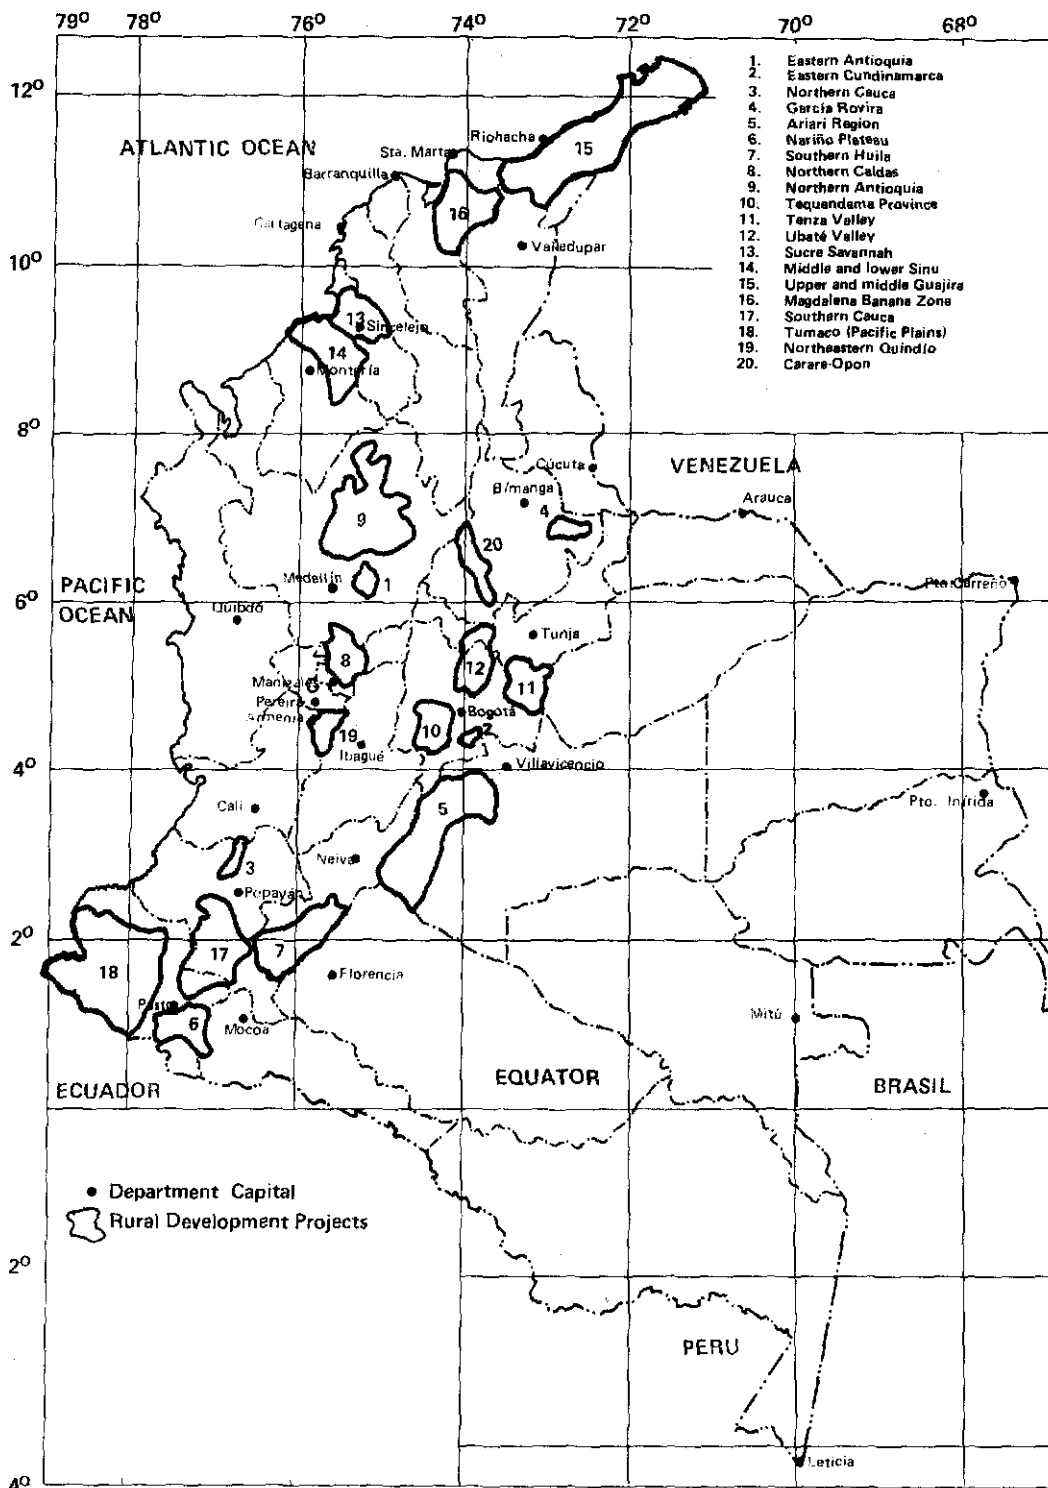 79° 78° 76° 74° 72° 70° 68°
1. Eastern Antioquia
2. Eastern Cundinamarca
3. Northern Cauca
4. García Rovira
5. Ariari Region
6. Nariño Plateau
7. Southern Huila
8. Northern Caldas
9. Northern Antioquia
10. Tequendama Province
11. Tenza Valley
12. Ubaté Valley
13. Sucre Savannah
14. Middle and lower Sinu
15. Upper and middle Guajira
16. Magdalena Banana Zone
17. Southern Cauca
18. Tumaco (Pacific Plains)
19. Northeastern Quindío
20. Carare-Opon
12°
Riohacha
ATLANTIC OCEAN
Sta. Marta
15
Barranquilla
16
Cartagena
Valledupar
10°
13
Sincelejo
14
Montería
8°
Cúcuta
VENEZUELA
B/manga
Arauca
4
9
20
Medellín
1
PACIFIC
OCEAN
Pto. Carreño
6°
Quibdó
Tunja
8
12
Manizales
11
Pereira
Armenia
Bogotá
19
10
2
Ibagué
Villavicencio
4°
Cali
5
Pto. Inírida
Neiva
3
Popayán
2°
17
7
18
Florencia
Pasto
6
Mocoa
Mitú
ECUADOR
EQUATOR
BRASIL
Department Capital
Rural Development Projects
2°
PERU
Leticia
4°